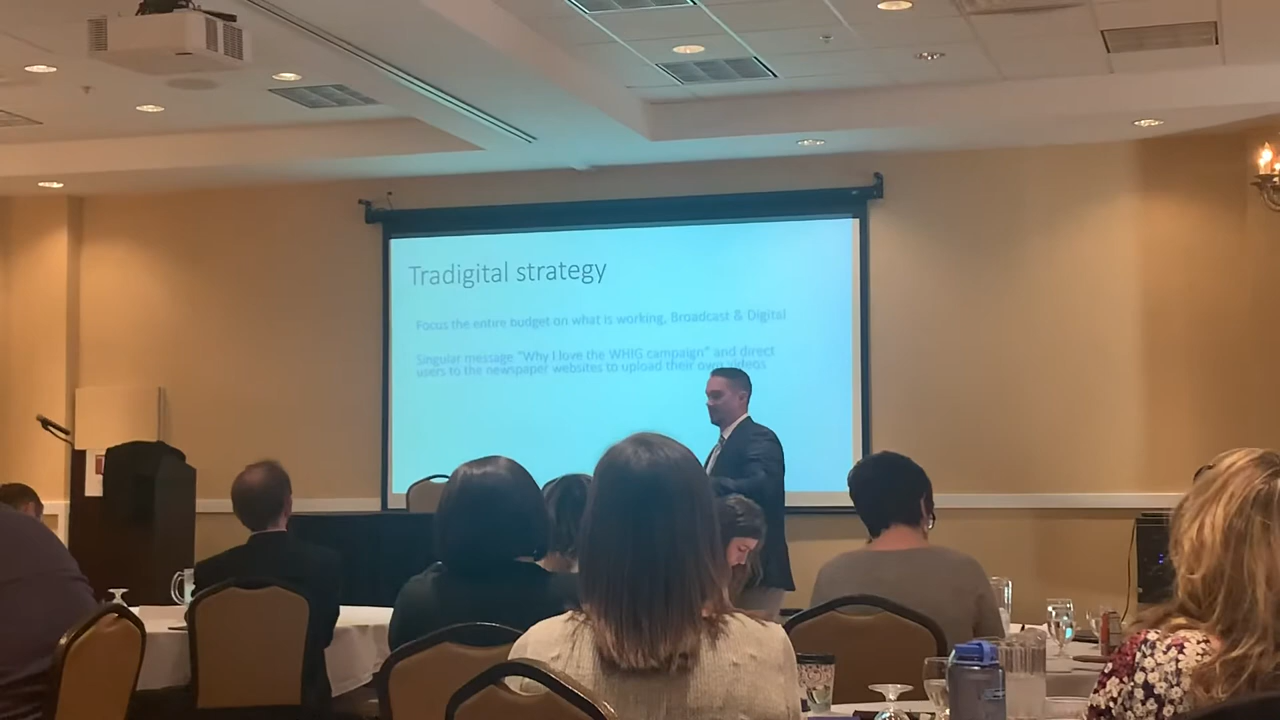 Tradigital strategy
Focus the entire budget on what is working, Broadcast & Digital
Singular message "Why I love the WHIG campaign" and direct
users to the newspaper websites to upload their own videos